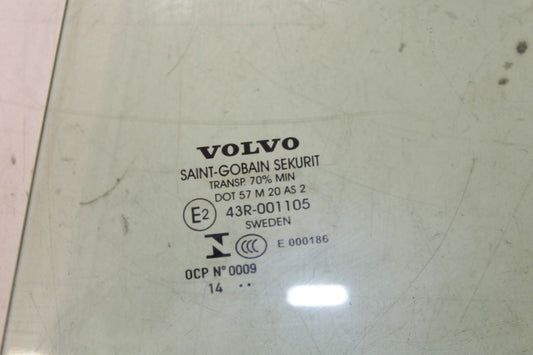 VOLVO
SAINT-GOBAIN SEKURIT
TRANSP. 70% MIN
DOT 57 M 20 AS 2
E2 43R-001105
SWEDEN
N CCC E 000186
OCP N° 0009
14 ..